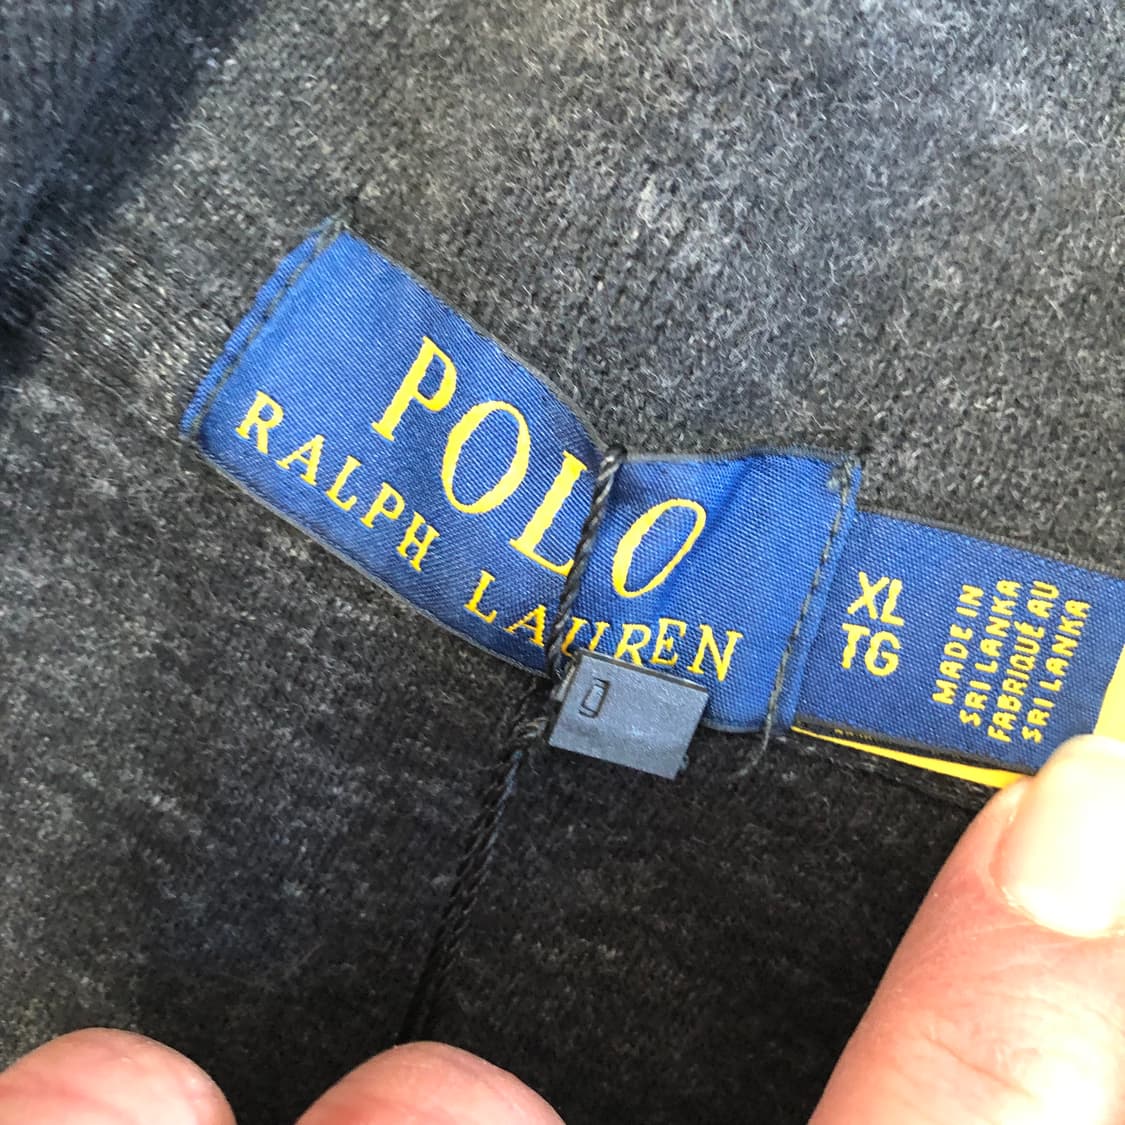 POLO
RALPH LAUREN
XL
TG
MADE IN
SRI LANKA
FABRIQUÉ AU
SRI LANKA